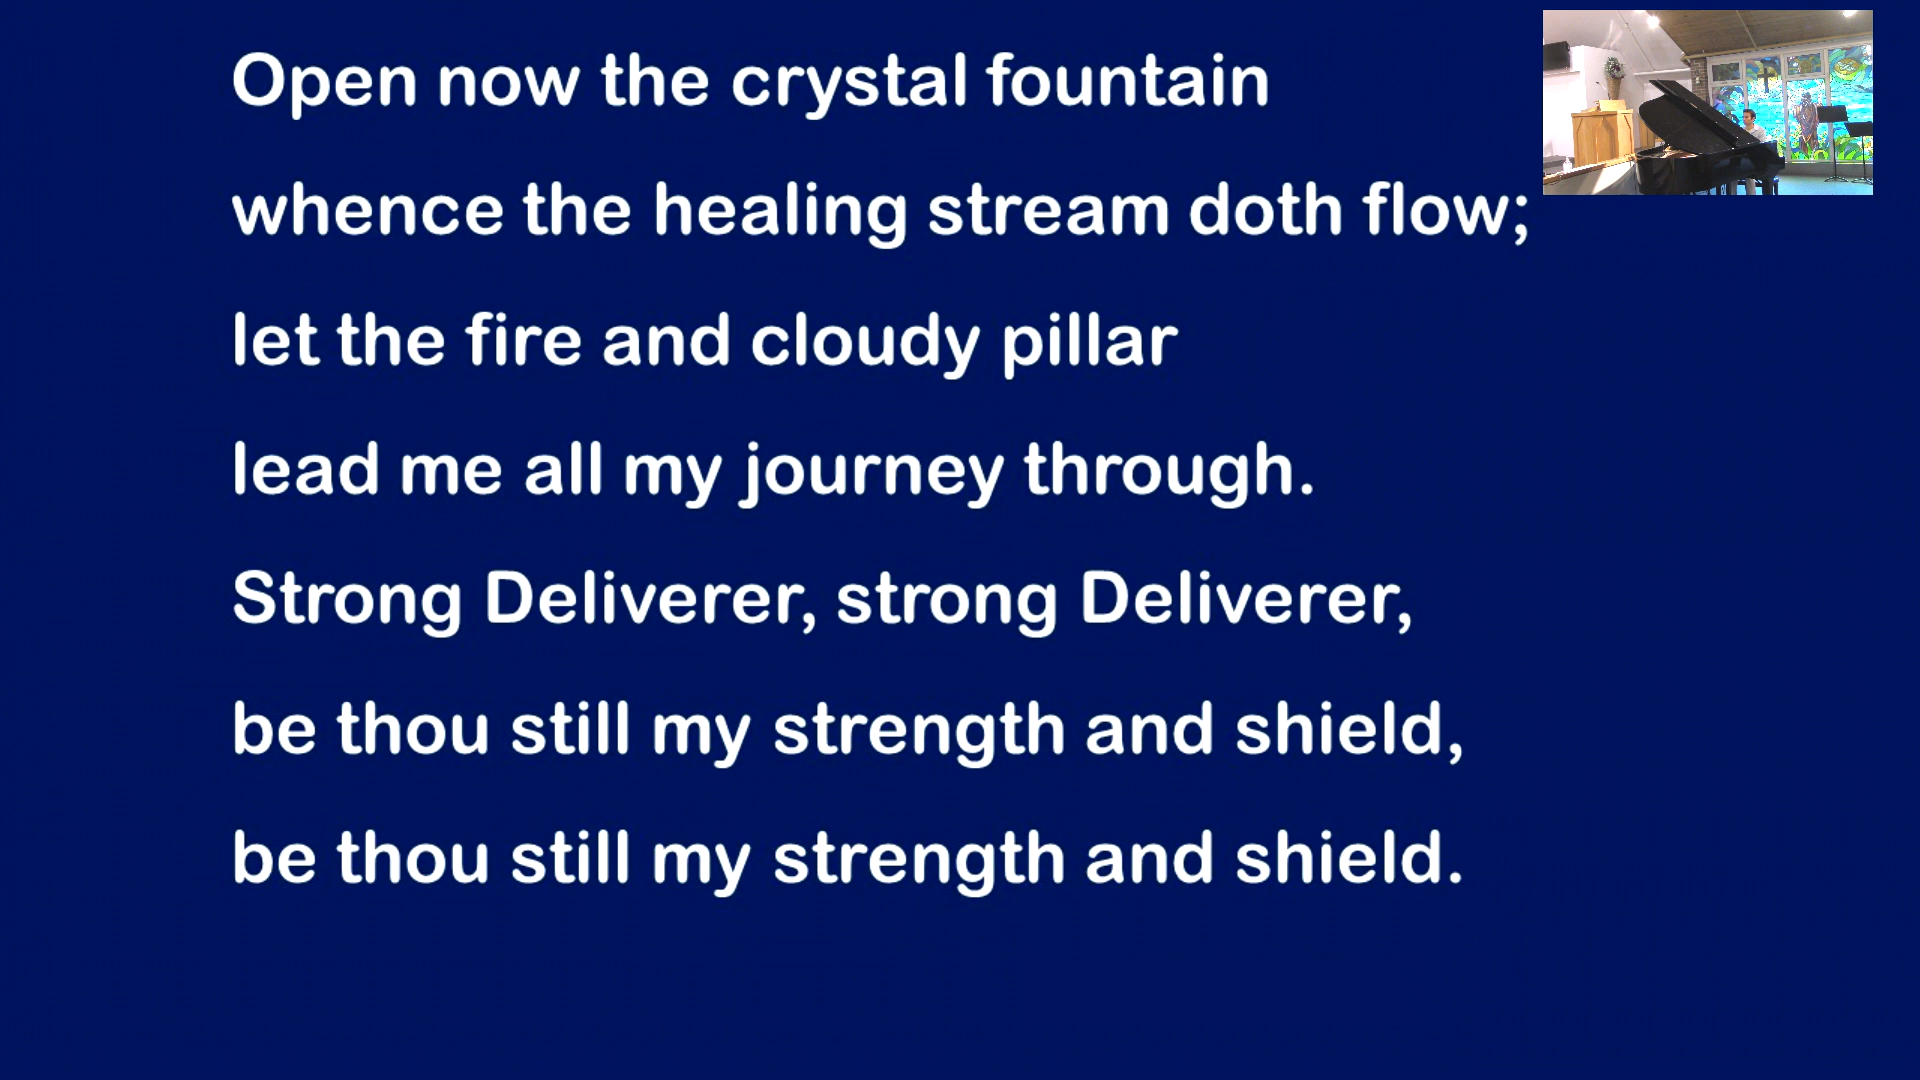 Open now the crystal fountain
whence the healing stream doth flow;
let the fire and cloudy pillar
lead me all my journey through.
Strong Deliverer, strong Deliverer,
be thou still my strength and shield,
be thou still my strength and shield.